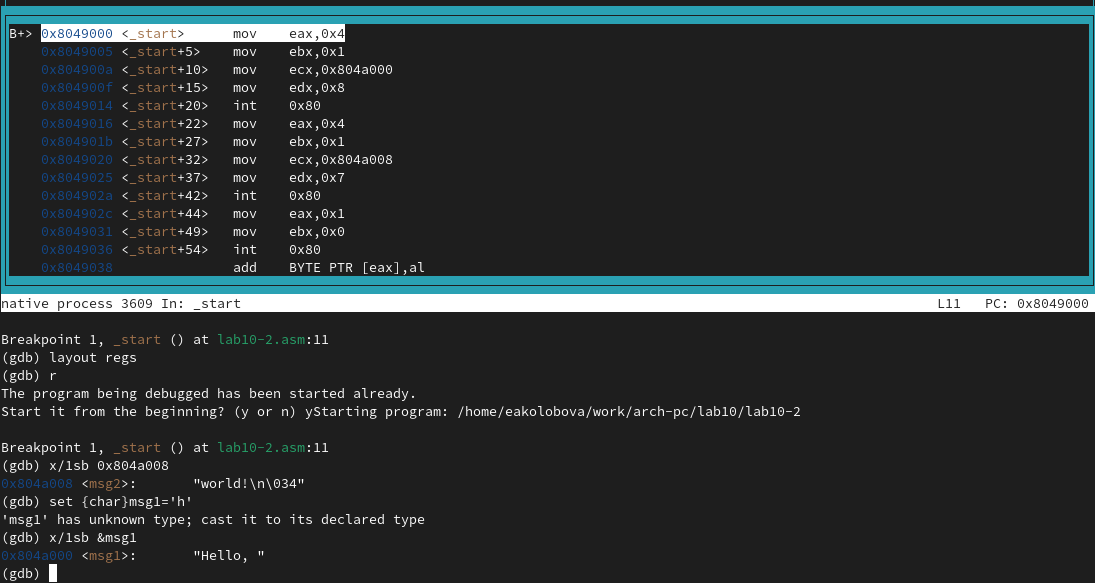 B+> 0x8049000 <_start>      mov    eax,0x4
    0x8049005 <_start+5>    mov    ebx,0x1
    0x804900a <_start+10>   mov    ecx,0x804a000
    0x804900f <_start+15>   mov    edx,0x8
    0x8049014 <_start+20>   int    0x80
    0x8049016 <_start+22>   mov    eax,0x4
    0x804901b <_start+27>   mov    ebx,0x1
    0x8049020 <_start+32>   mov    ecx,0x804a008
    0x8049025 <_start+37>   mov    edx,0x7
    0x804902a <_start+42>   int    0x80
    0x804902c <_start+44>   mov    eax,0x1
    0x8049031 <_start+49>   mov    ebx,0x0
    0x8049036 <_start+54>   int    0x80
    0x8049038               add    BYTE PTR [eax],al
native process 3609 In: _start    L11   PC: 0x8049000
Breakpoint 1, _start () at lab10-2.asm:11
(gdb) layout regs
(gdb) r
The program being debugged has been started already.
Start it from the beginning? (y or n) yStarting program: /home/eakolobova/work/arch-pc/lab10/lab10-2
Breakpoint 1, _start () at lab10-2.asm:11
(gdb) x/1sb 0x804a008
0x804a008 <msg2>:       "world!\n\034"
(gdb) set {char}msg1='h'
'msg1' has unknown type; cast it to its declared type
(gdb) x/1sb &msg1
0x804a000 <msg1>:       "Hello, "
(gdb)